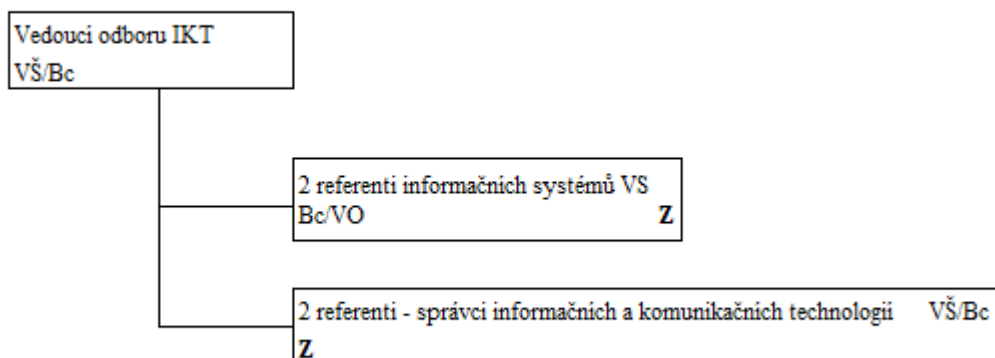 Vedoucí odboru IKT
VŠ/Bc
2 referenti informačních systémů VS
Bc/VO Z
2 referenti - správci informačních a komunikačních technologií VŠ/Bc
Z